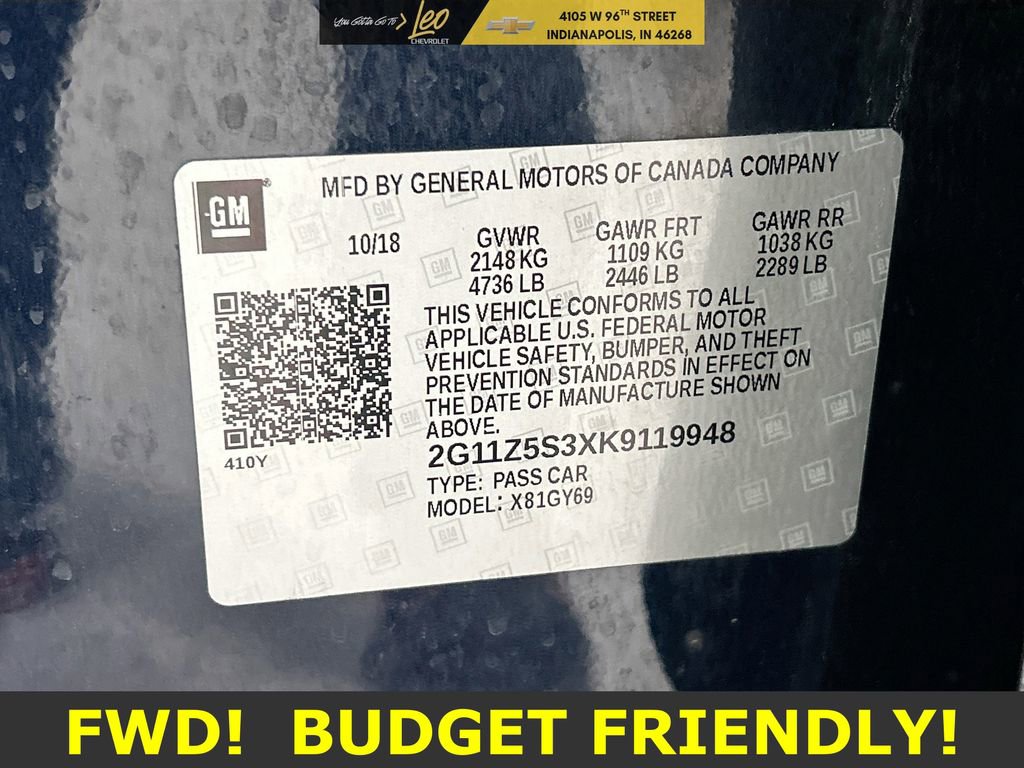 You Gotta Go To > Leo
CHEVROLET
4105 W 96TH STREET
INDIANAPOLIS, IN 46268
MFD BY GENERAL MOTORS OF CANADA COMPANY
GM
10/18
GVWR
2148 KG
4736 LB
GAWR FRT
1109 KG
2446 LB
GAWR RR
1038 KG
2289 LB
THIS VEHICLE CONFORMS TO ALL
APPLICABLE U.S. FEDERAL MOTOR
VEHICLE SAFETY, BUMPER, AND THEFT
PREVENTION STANDARDS IN EFFECT ON
THE DATE OF MANUFACTURE SHOWN
ABOVE.
410Y
2G11Z5S3XK9119948
TYPE: PASS CAR
MODEL: X81GY69
FWD! BUDGET FRIENDLY!